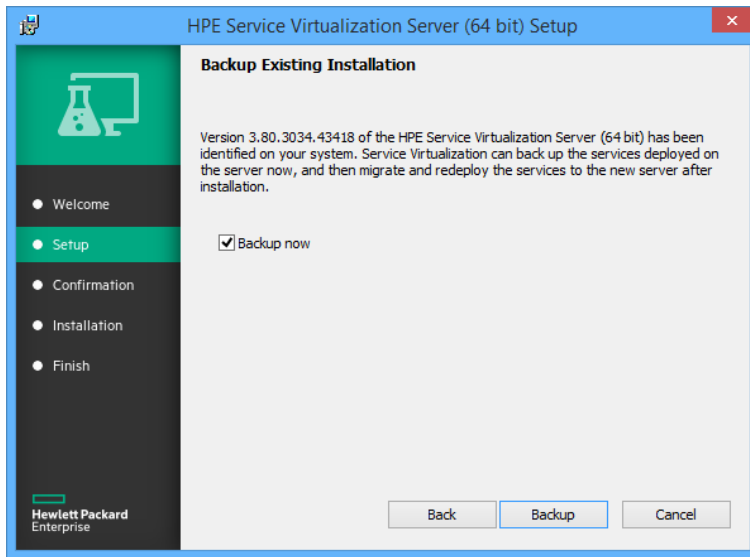 HPE Service Virtualization Server (64 bit) Setup
Backup Existing Installation
Version 3.80.3034.43418 of the HPE Service Virtualization Server (64 bit) has been
identified on your system. Service Virtualization can back up the services deployed on
the server now, and then migrate and redeploy the services to the new server after
installation.
Welcome
Setup
Backup now
Confirmation
Installation
Finish
Hewlett Packard
Enterprise
Back
Backup
Cancel